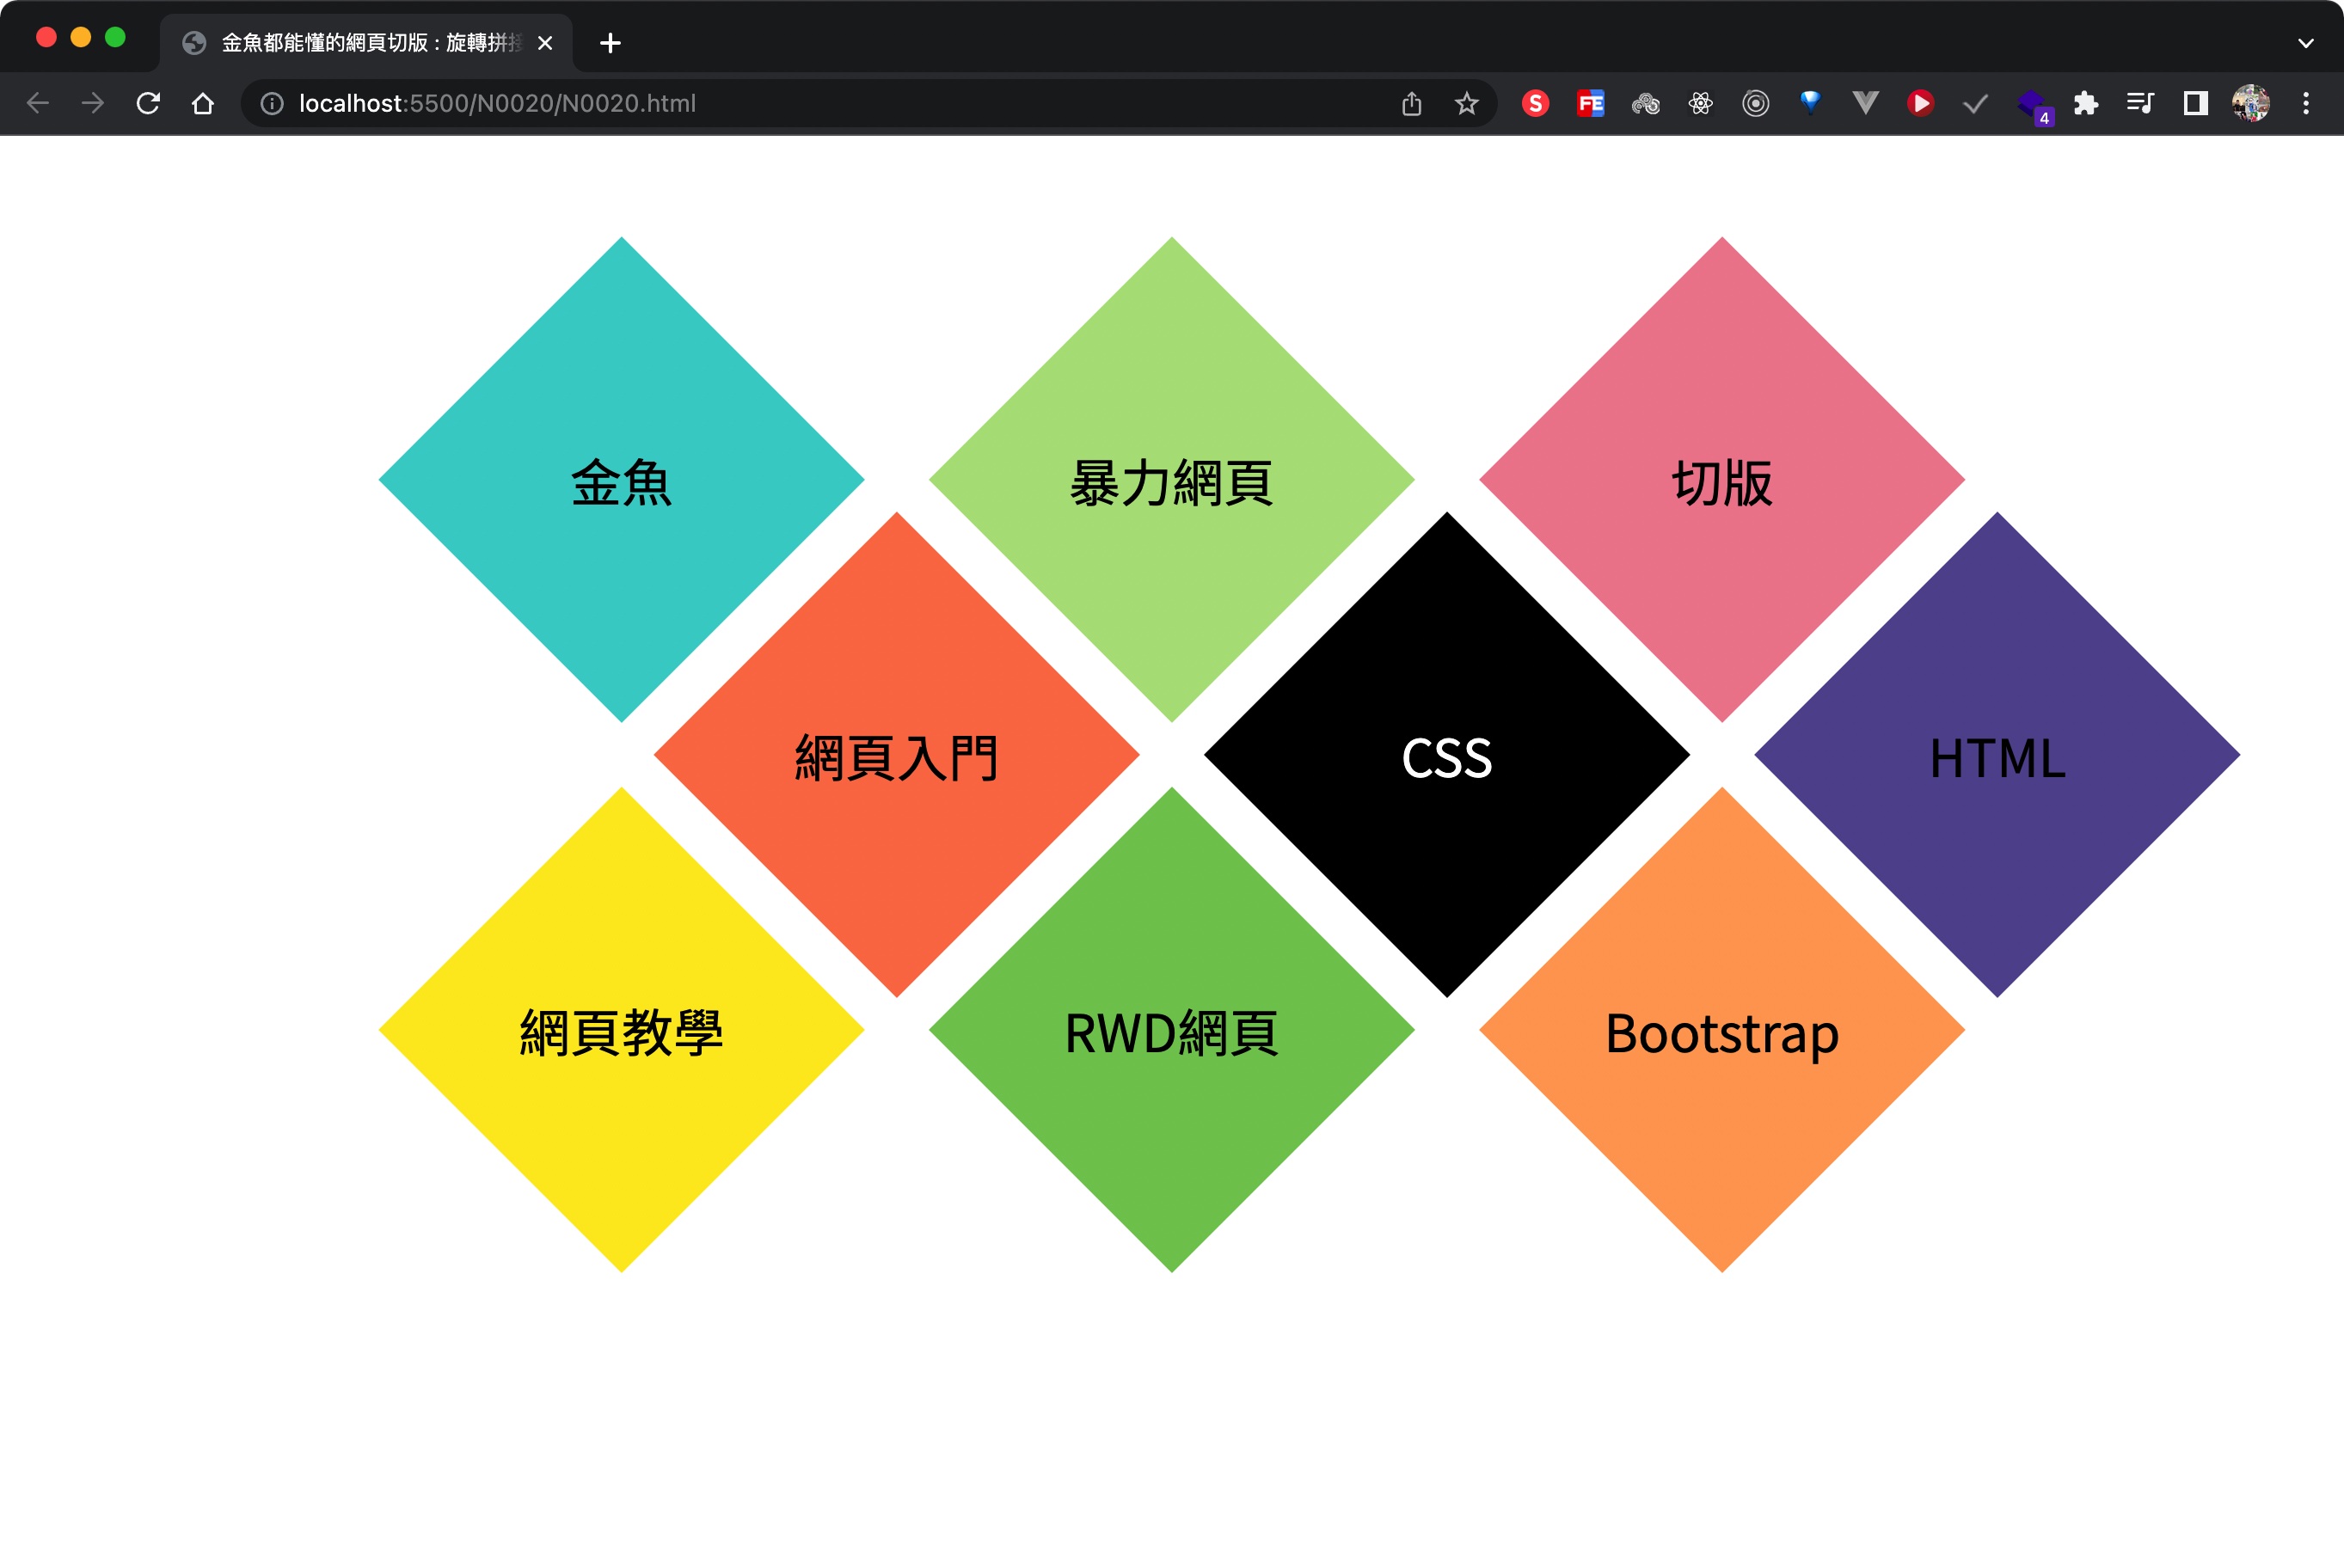 金魚都能懂的網頁切版：旋轉拼接
localhost:5500/N0020/N0020.html
S
FE
4
金魚
暴力網頁
切版
網頁入門
CSS
HTML
網頁教學
RWD網頁
Bootstrap